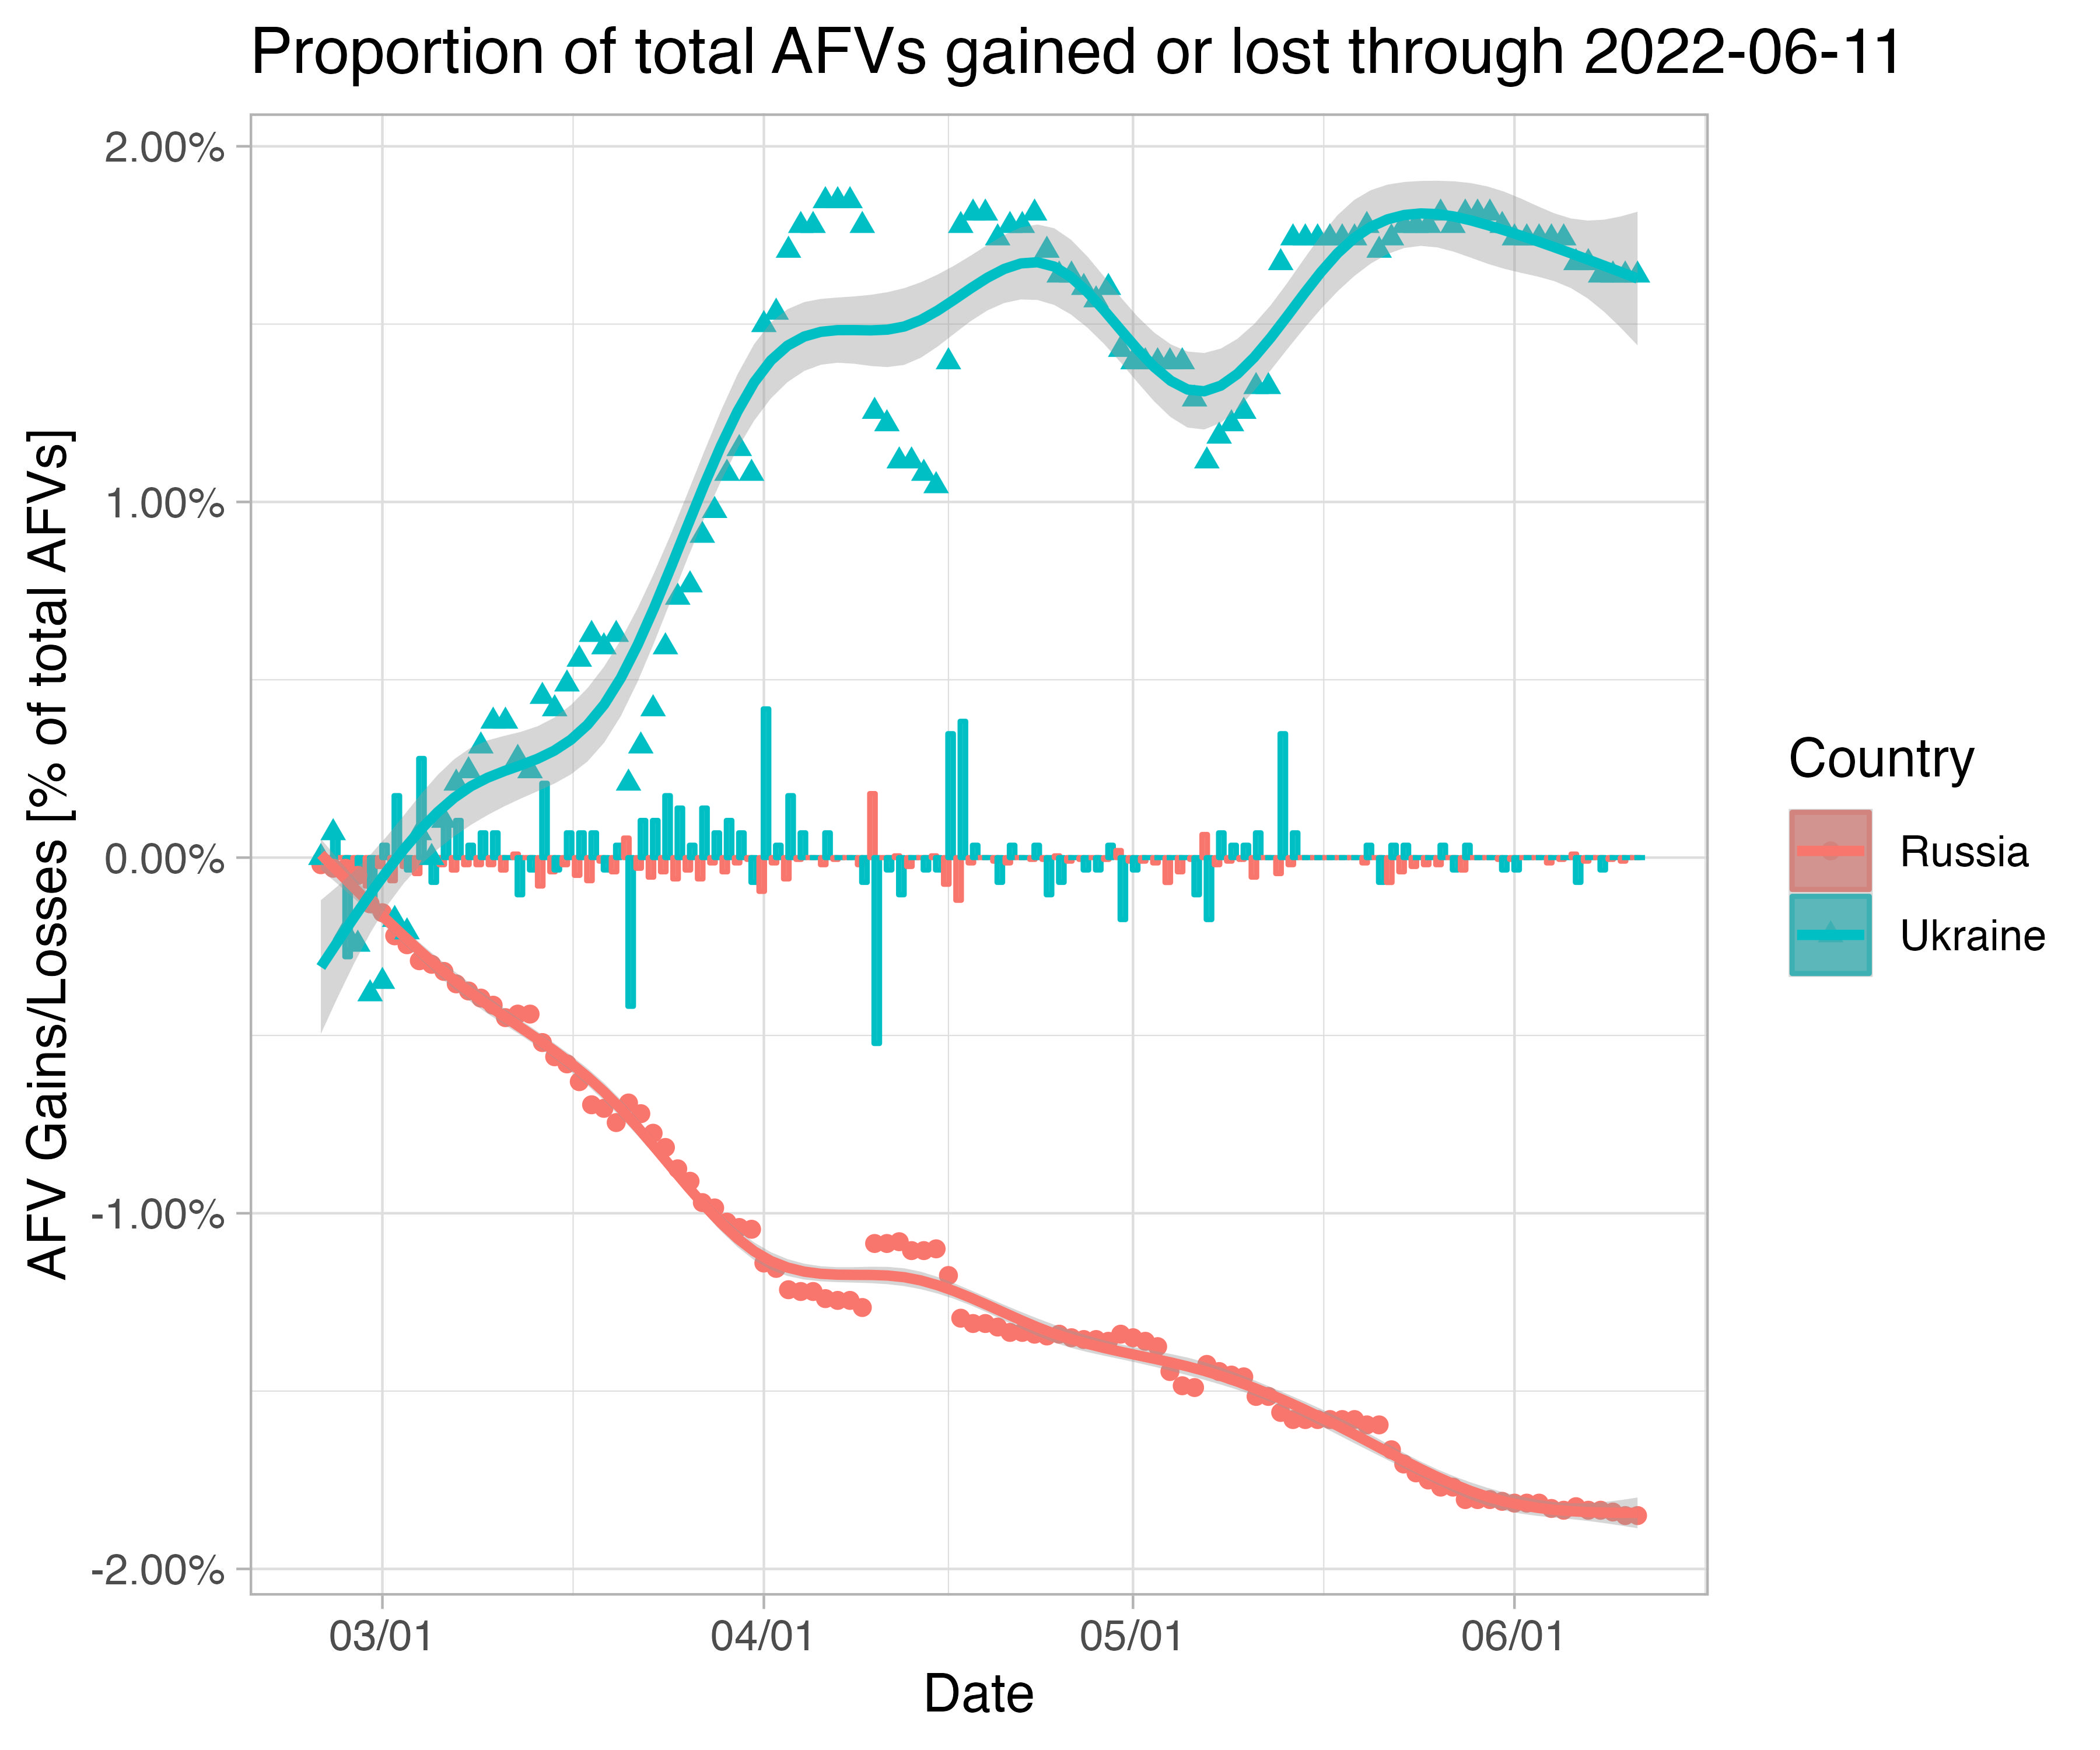 Proportion of total AFVs gained or lost through 2022-06-11
AFV Gains/Losses [% of total AFVs]
2.00%
1.00%
0.00%
-1.00%
-2.00%
03/01
04/01
05/01
06/01
Date
Country
Russia
Ukraine